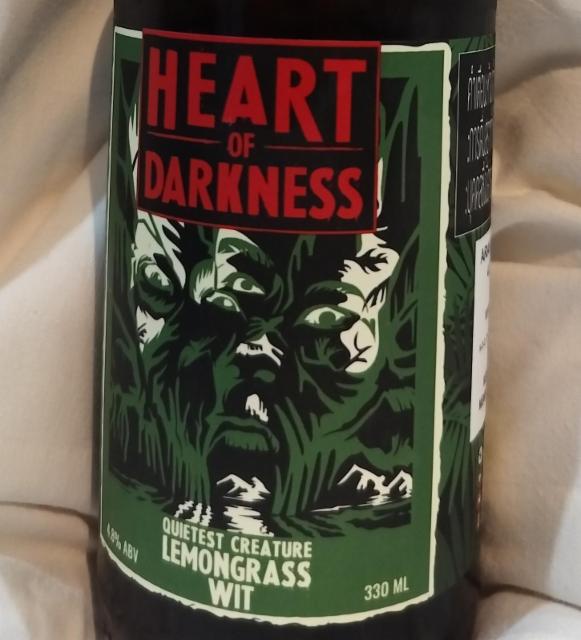 HEART
OF
DARKNESS
QUIETEST CREATURE
LEMONGRASS
WIT
4.8% ABV
330 ML